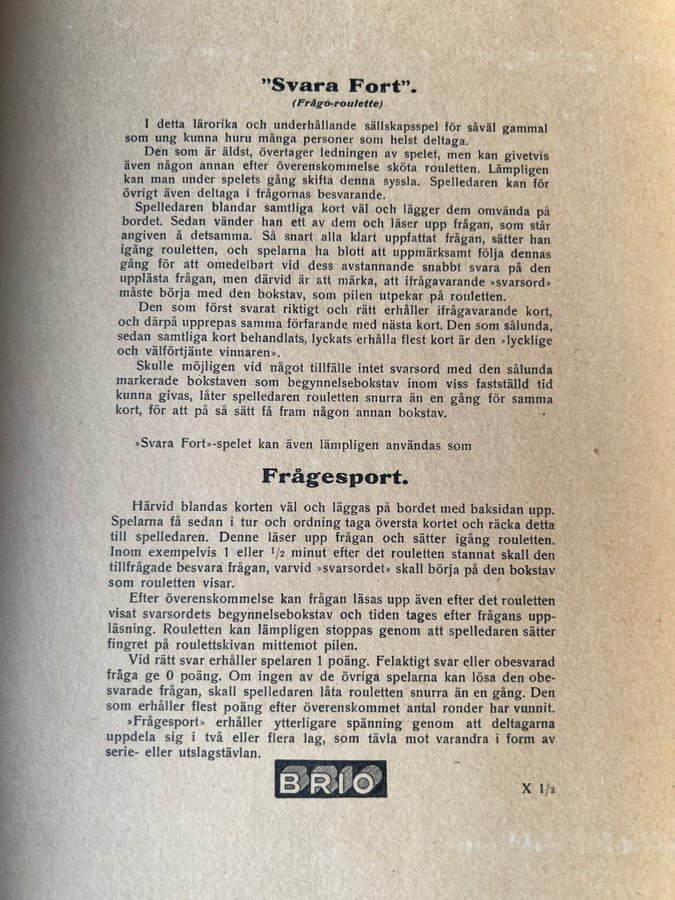 "Svara Fort".
(Frågo-roulette)
I detta lärorika och underhållande sällskapsspel för såväl gammal
som ung kunna huru många personer som helst deltaga.
Den som är äldst, övertager ledningen av spelet, men kan givetvis
även någon annan efter överenskommelse sköta rouletten. Lämpligen
kan man under spelets gång skifta denna syssla. Spelledaren kan för
övrigt även deltaga i frågornas besvarande.
Spelledaren blandar samtliga kort väl och lägger dem omvända på
bordet. Sedan vänder han ett av dem och läser upp frågan, som står
angiven å detsamma. Så snart alla klart uppfattat frågan, sätter han
igång rouletten, och spelarna ha blott att uppmärksamt följa dennas
gång för att omedelbart vid dess avstannande snabbt svara på den
upplästa frågan, men därvid är att märka, att ifrågavarande »svarsord»
måste börja med den bokstav, som pilen utpekar på rouletten.
Den som först svarat riktigt och rätt erhåller ifrågavarande kort,
och därpå upprepas samma förfarande med nästa kort. Den som sålunda,
sedan samtliga kort behandlats, lyckats erhålla flest kort är den »lycklige
och välförtjänte vinnaren».
Skulle möjligen vid något tillfälle intet svarsord med den sålunda
markerade bokstaven som begynnelsebokstav inom viss fastställd tid
kunna givas, låter spelledaren rouletten snurra än en gång för samma
kort, för att på så sätt få fram någon annan bokstav.
»Svara Fort»-spelet kan även lämpligen användas som
Frågesport.
Härvid blandas korten väl och läggas på bordet med baksidan upp.
Spelarna få sedan i tur och ordning taga översta kortet och räcka detta
till spelledaren. Denne läser upp frågan och sätter igång rouletten.
Inom exempelvis 1 eller 1/2 minut efter det rouletten stannat skall den
tillfrågade besvara frågan, varvid »svarsordet» skall börja på den bokstav
som rouletten visar.
Efter överenskommelse kan frågan läsas upp även efter det rouletten
visat svarsordets begynnelsebokstav och tiden tages efter frågans upp-
läsning. Rouletten kan lämpligen stoppas genom att spelledaren sätter
fingret på roulettskivan mittemot pilen.
Vid rätt svar erhåller spelaren 1 poäng. Felaktigt svar eller obesvarad
fråga ge 0 poäng. Om ingen av de övriga spelarna kan lösa den obe-
svarade frågan, skall spelledaren låta rouletten snurra än en gång. Den
som erhåller flest poäng efter överenskommet antal ronder har vunnit.
»Frågesport» erhåller ytterligare spänning genom att deltagarna
uppdela sig i två eller flera lag, som tävla mot varandra i form av
serie- eller utslagstävlan.
BRIO
X 1/2